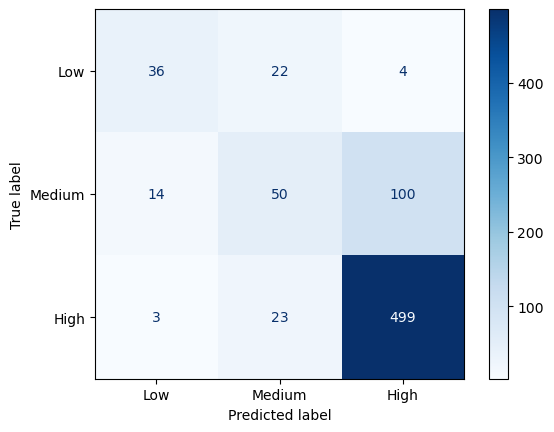 Low 36 22 4
Medium 14 50 100
High 3 23 499
Low Medium High
Predicted label
True label
400
300
200
100